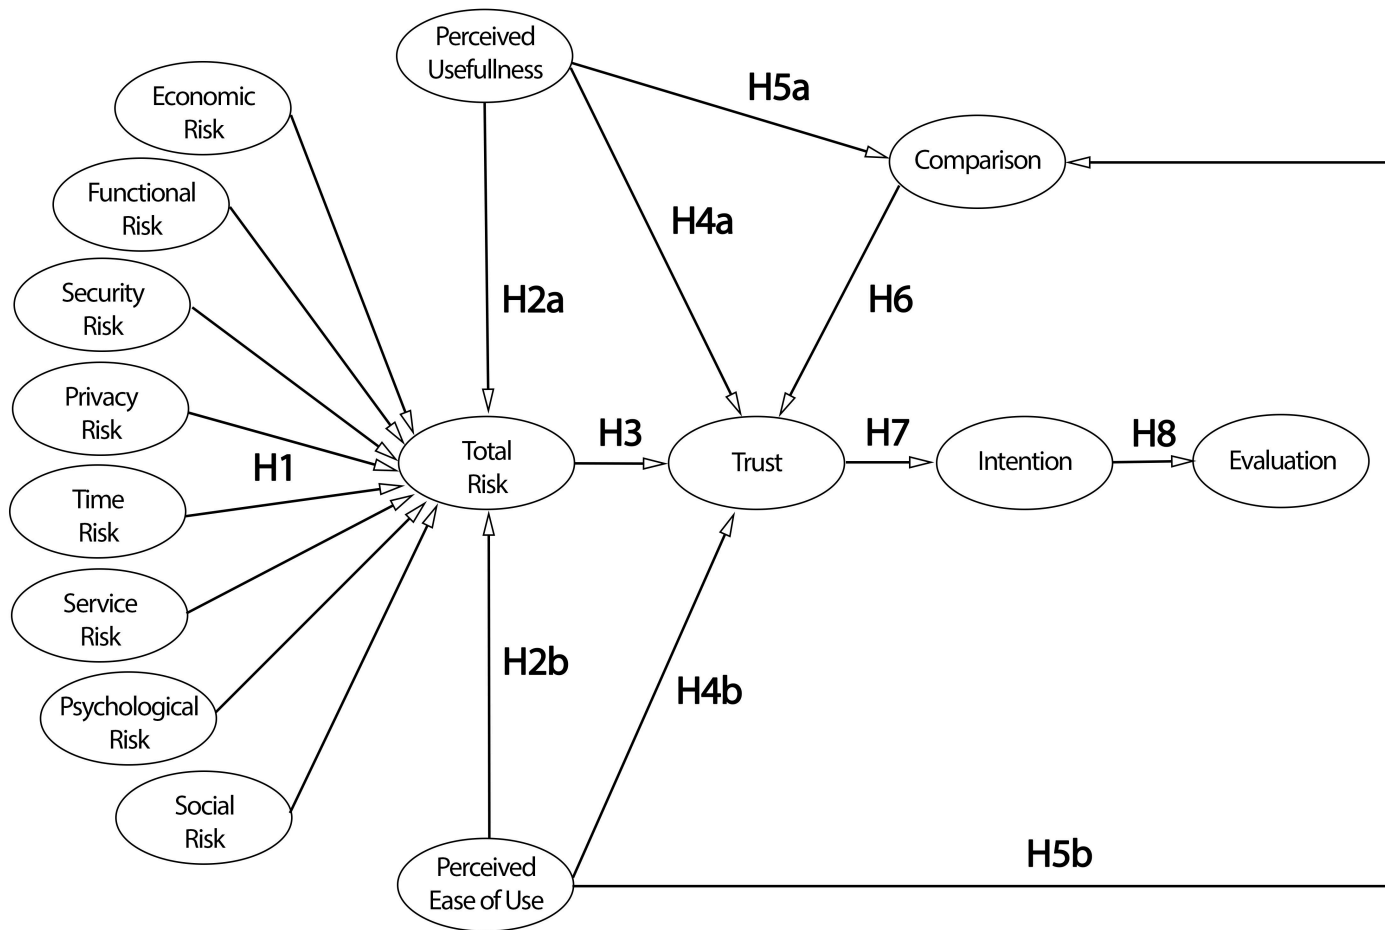 Perceived
Usefullness
Economic
Risk
Functional
Risk
Security
Risk
Privacy
Risk
Time
Risk
Service
Risk
Psychological
Risk
Social
Risk
H1
H2a
H5a
H4a
Comparison
H6
Total
Risk
H3
Trust
H7
Intention
H8
Evaluation
H2b
H4b
Perceived
Ease of Use
H5b